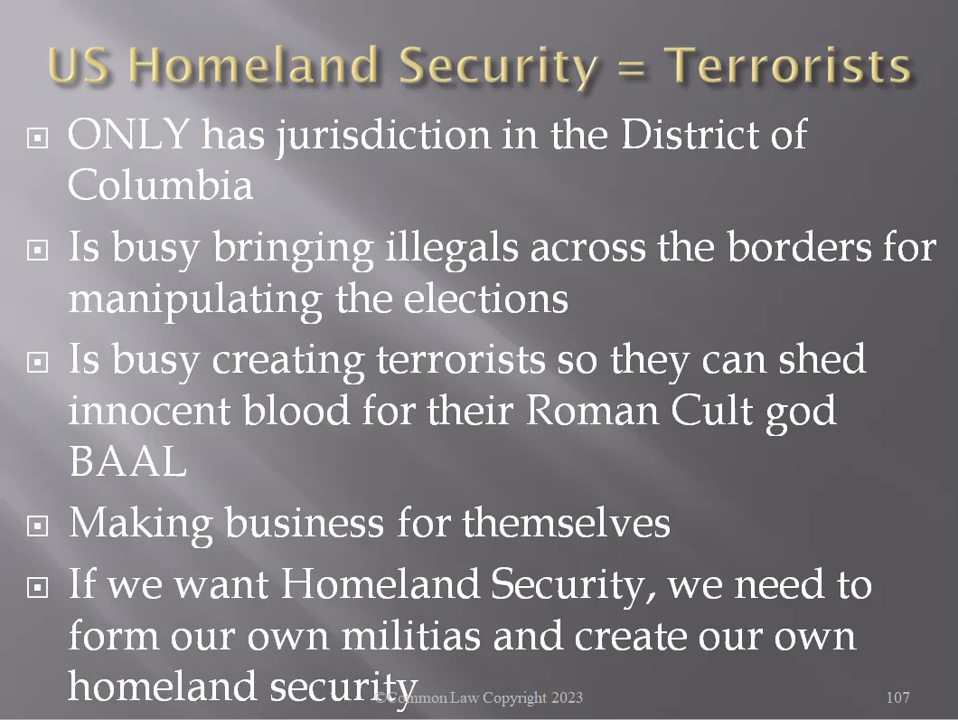 US Homeland Security = Terrorists
ONLY has jurisdiction in the District of
Columbia
Is busy bringing illegals across the borders for
manipulating the elections
Is busy creating terrorists so they can shed
innocent blood for their Roman Cult god
BAAL
Making business for themselves
If we want Homeland Security, we need to
form our own militias and create our own
homeland security
©Common Law Copyright 2023
107